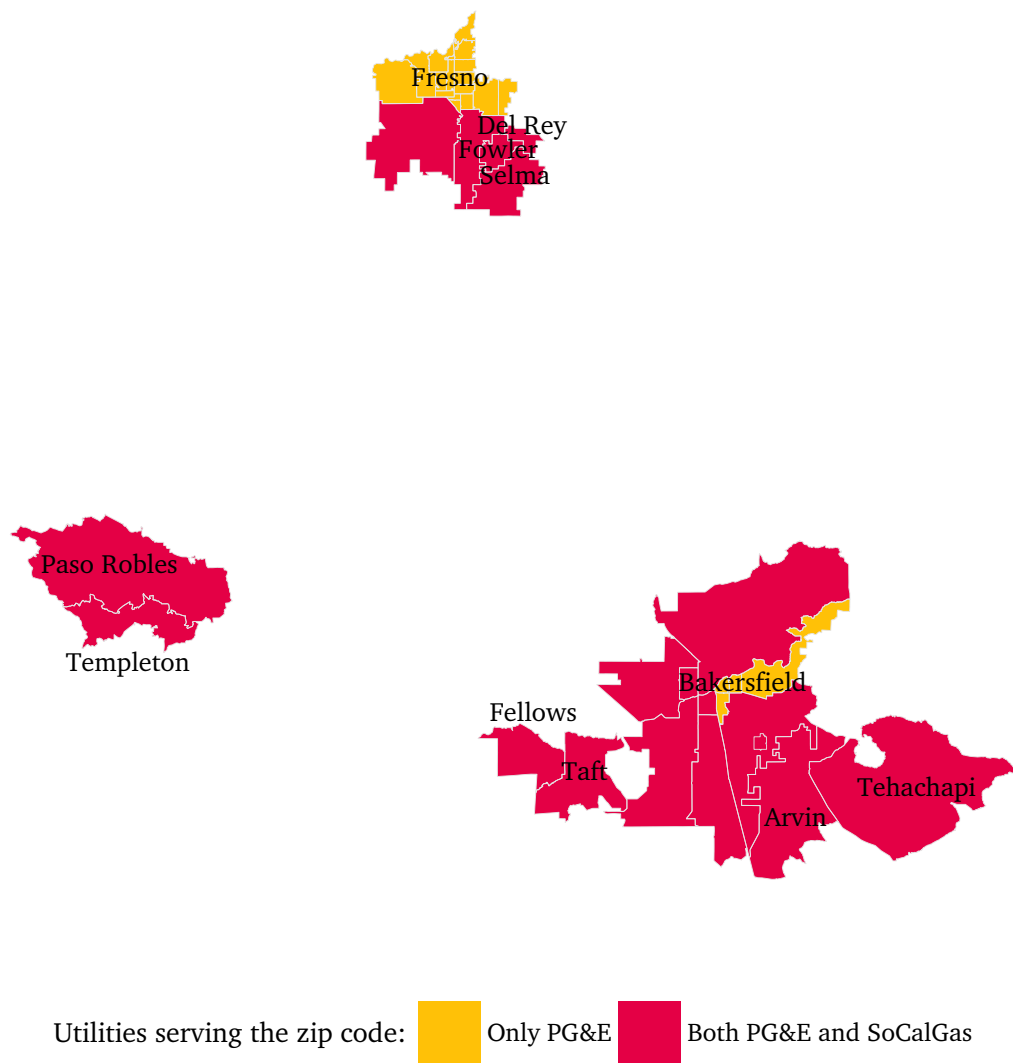 Fresno
Del Rey
Fowler
Selma
Paso Robles
Templeton
Bakersfield
Fellows
Taft
Tehachapi
Arvin
Utilities serving the zip code: Only PG&E Both PG&E and SoCalGas